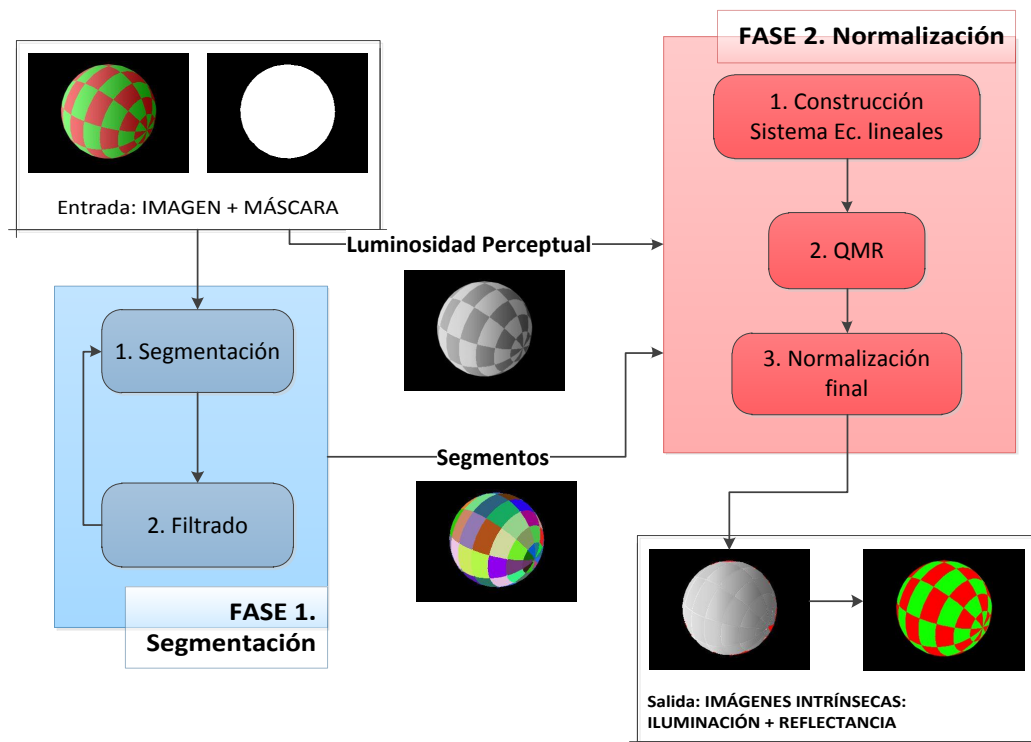 FASE 2. Normalización
1. Construcción
Sistema Ec. lineales
Entrada: IMAGEN + MÁSCARA
Luminosidad Perceptual
2. QMR
1. Segmentación
3. Normalización
final
Segmentos
2. Filtrado
FASE 1.
Segmentación
Salida: IMÁGENES INTRÍNSECAS:
ILUMINACIÓN + REFLECTANCIA